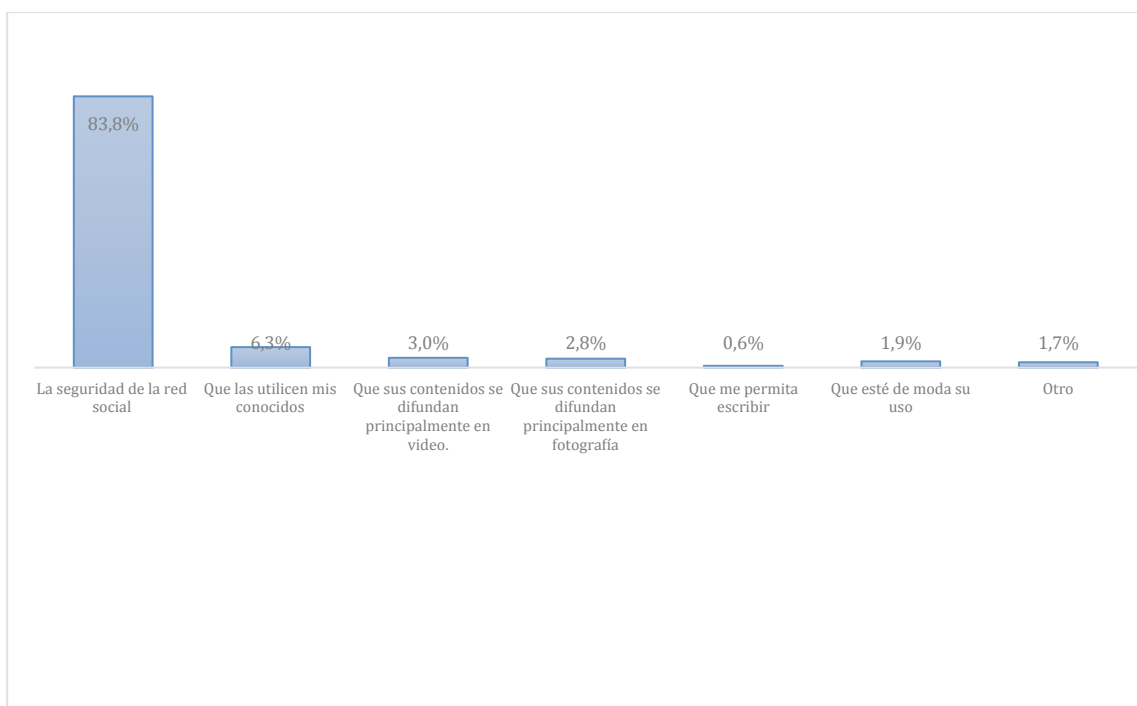 83,8%
6,3%
3,0%
2,8%
0,6%
1,9%
1,7%
La seguridad de la red
social
Que las utilicen mis
conocidos
Que sus contenidos se
difundan
principalmente en
video.
Que sus contenidos se
difundan
principalmente en
fotografía
Que me permita
escribir
Que esté de moda su
uso
Otro